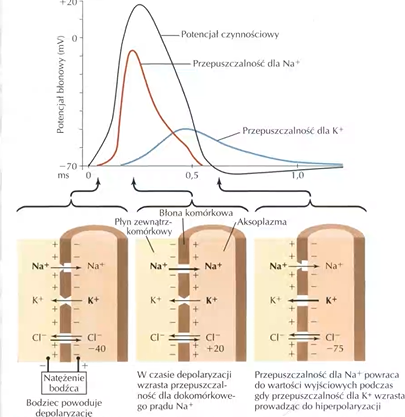 +20
Potencjał czynnościowy
0
Przepuszczalność dla Na+
Potencjał błonowy (mV)
Przepuszczalność dla K+
−70
ms 0 0,5 1,0
Błona komórkowa
Płyn zewnątrz-
komórkowy
Aksoplazma
+ −
− +
+ −
Na+ Na+
Na+ Na+
Na+ Na+
K+ K+
K+ K+
K+ K+
Cl− Cl−
Cl− Cl−
Cl− Cl−
−40
+20
−75
Natężenie
bodźca
Bodziec powoduje
depolaryzację
W czasie depolaryzacji
wzrasta przepuszczal-
ność dla dokomórkowe-
go prądu Na+
Przepuszczalność dla Na+ powraca
do wartości wyjściowych podczas
gdy przepuszczalność dla K+ wzrasta
prowadząc do hiperpolaryzacji